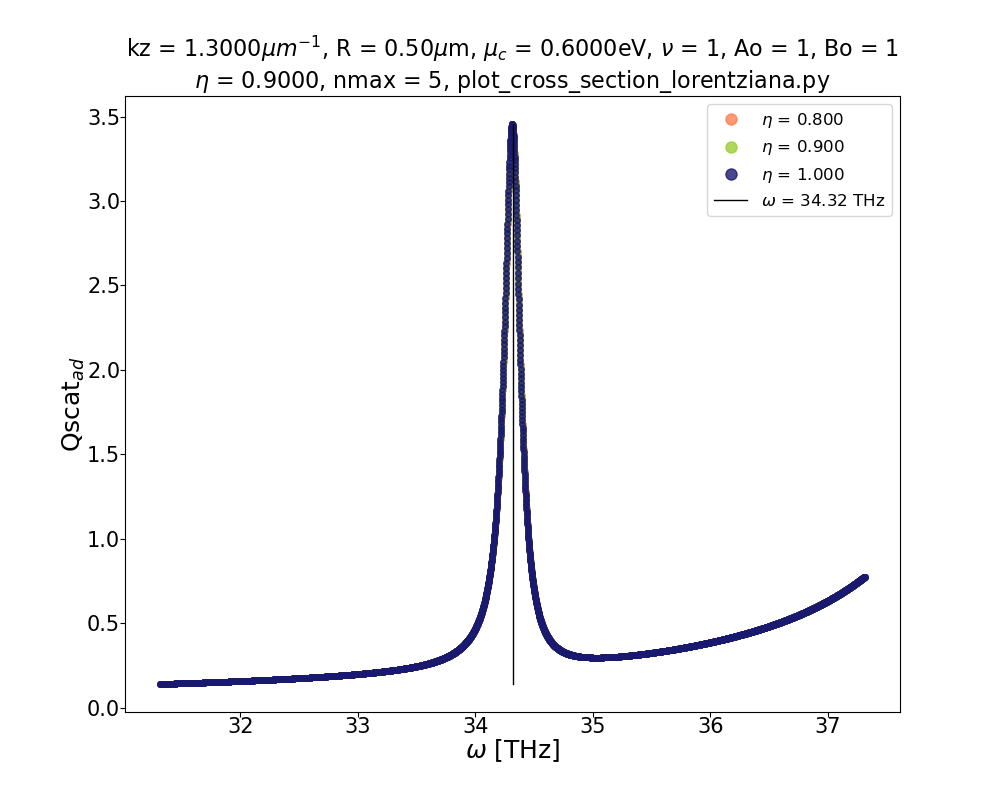 kz = 1.3000μm⁻¹, R = 0.50μm, μ_c = 0.6000eV, ν = 1, Ao = 1, Bo = 1
η = 0.9000, nmax = 5, plot_cross_section_lorentziana.py
η = 0.800
η = 0.900
η = 1.000
ω = 34.32 THz
Qscat_ad
3.5
3.0
2.5
2.0
1.5
1.0
0.5
0.0
32 33 34 35 36 37
ω [THz]